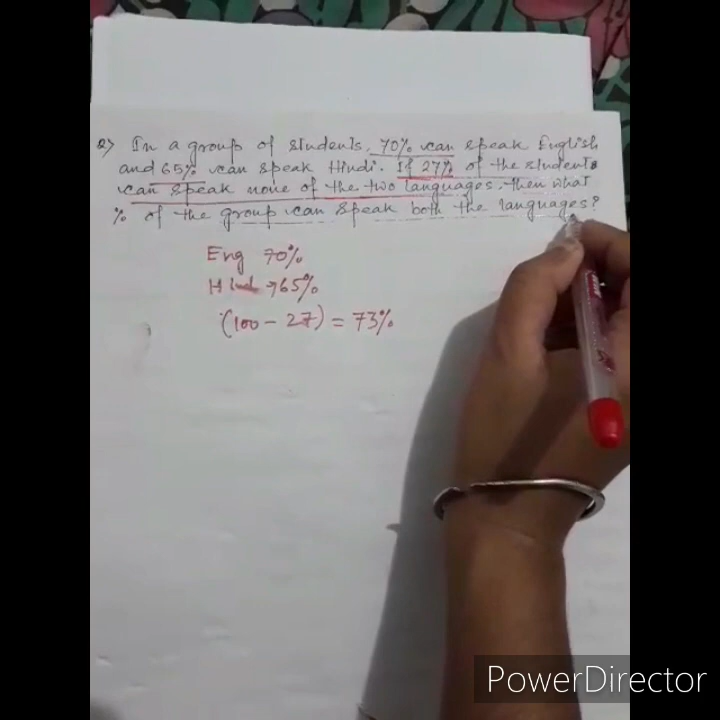 Q) In a group of students, 70% can speak English
and 65% can speak Hindi. If 27% of the students
can speak none of the two languages, then what
% of the group can speak both the languages?
Eng 70%
Hind → 65%
(100 - 27) = 73%
PowerDirector